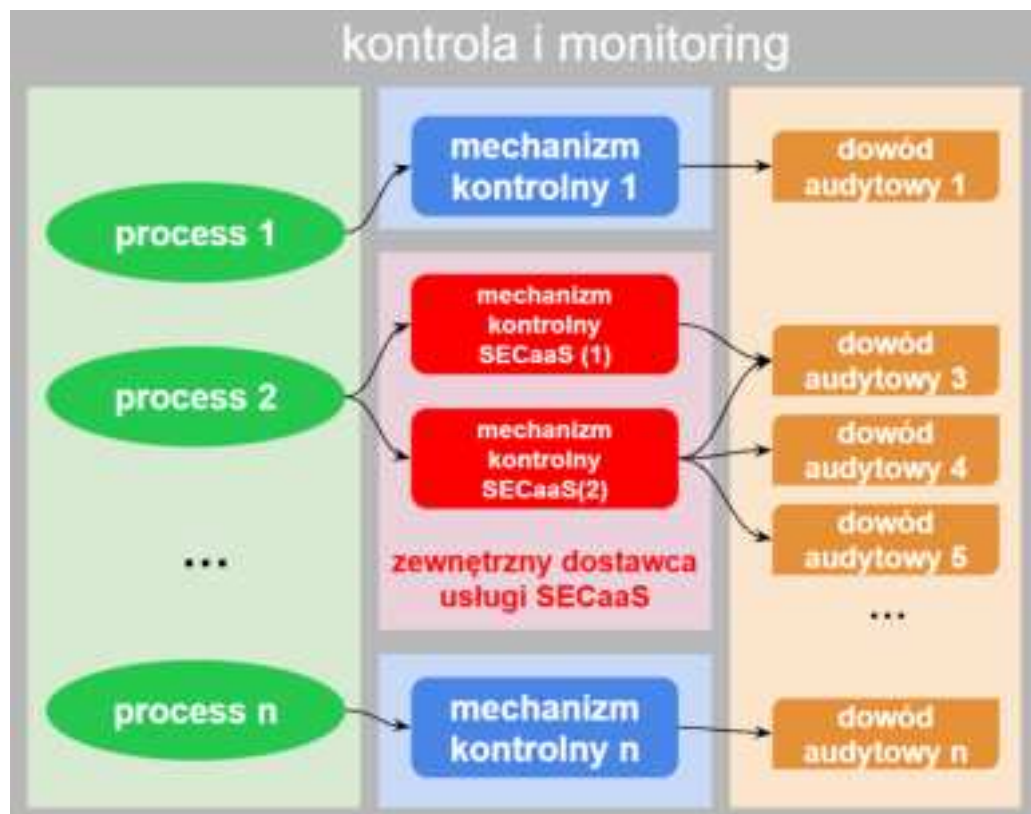 kontrola i monitoring
process 1
process 2
...
process n
mechanizm
kontrolny 1
mechanizm
kontrolny
SECaaS (1)
mechanizm
kontrolny
SECaaS(2)
zewnętrzny dostawca
usługi SECaaS
mechanizm
kontrolny n
dowód
audytowy 1
dowód
audytowy 3
dowód
audytowy 4
dowód
audytowy 5
...
dowód
audytowy n